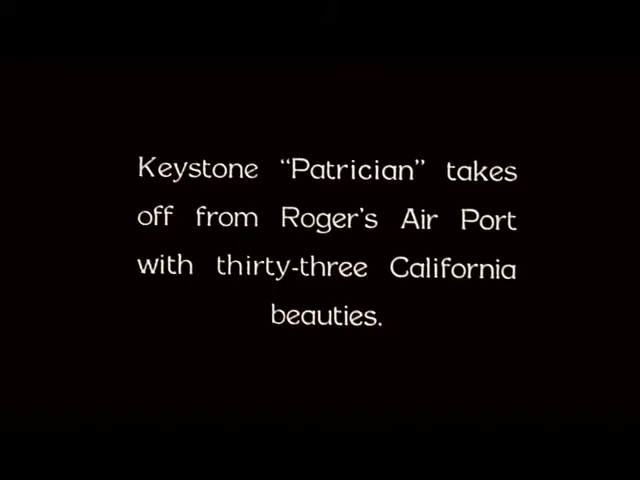 Keystone “Patrician” takes
off from Roger's Air Port
with thirty-three California
beauties.